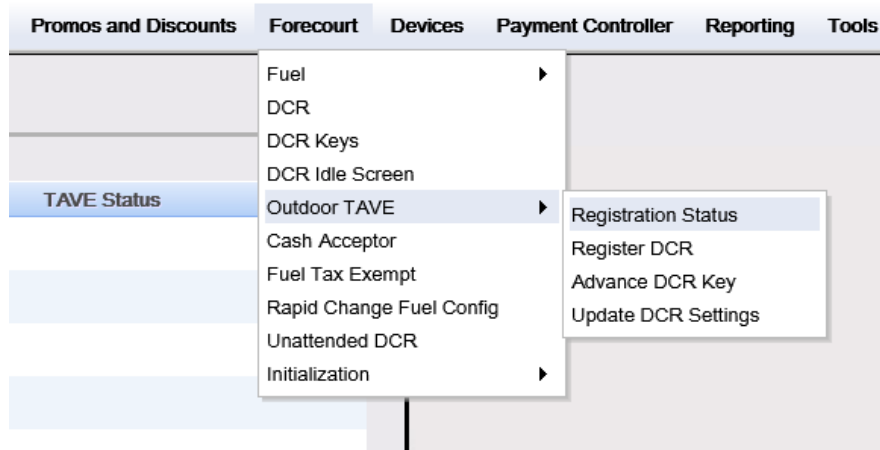 Promos and Discounts Forecourt Devices Payment Controller Reporting Tools
Fuel
DCR
DCR Keys
DCR Idle Screen
TAVE Status
Outdoor TAVE
Registration Status
Cash Acceptor
Register DCR
Fuel Tax Exempt
Advance DCR Key
Rapid Change Fuel Config
Update DCR Settings
Unattended DCR
Initialization